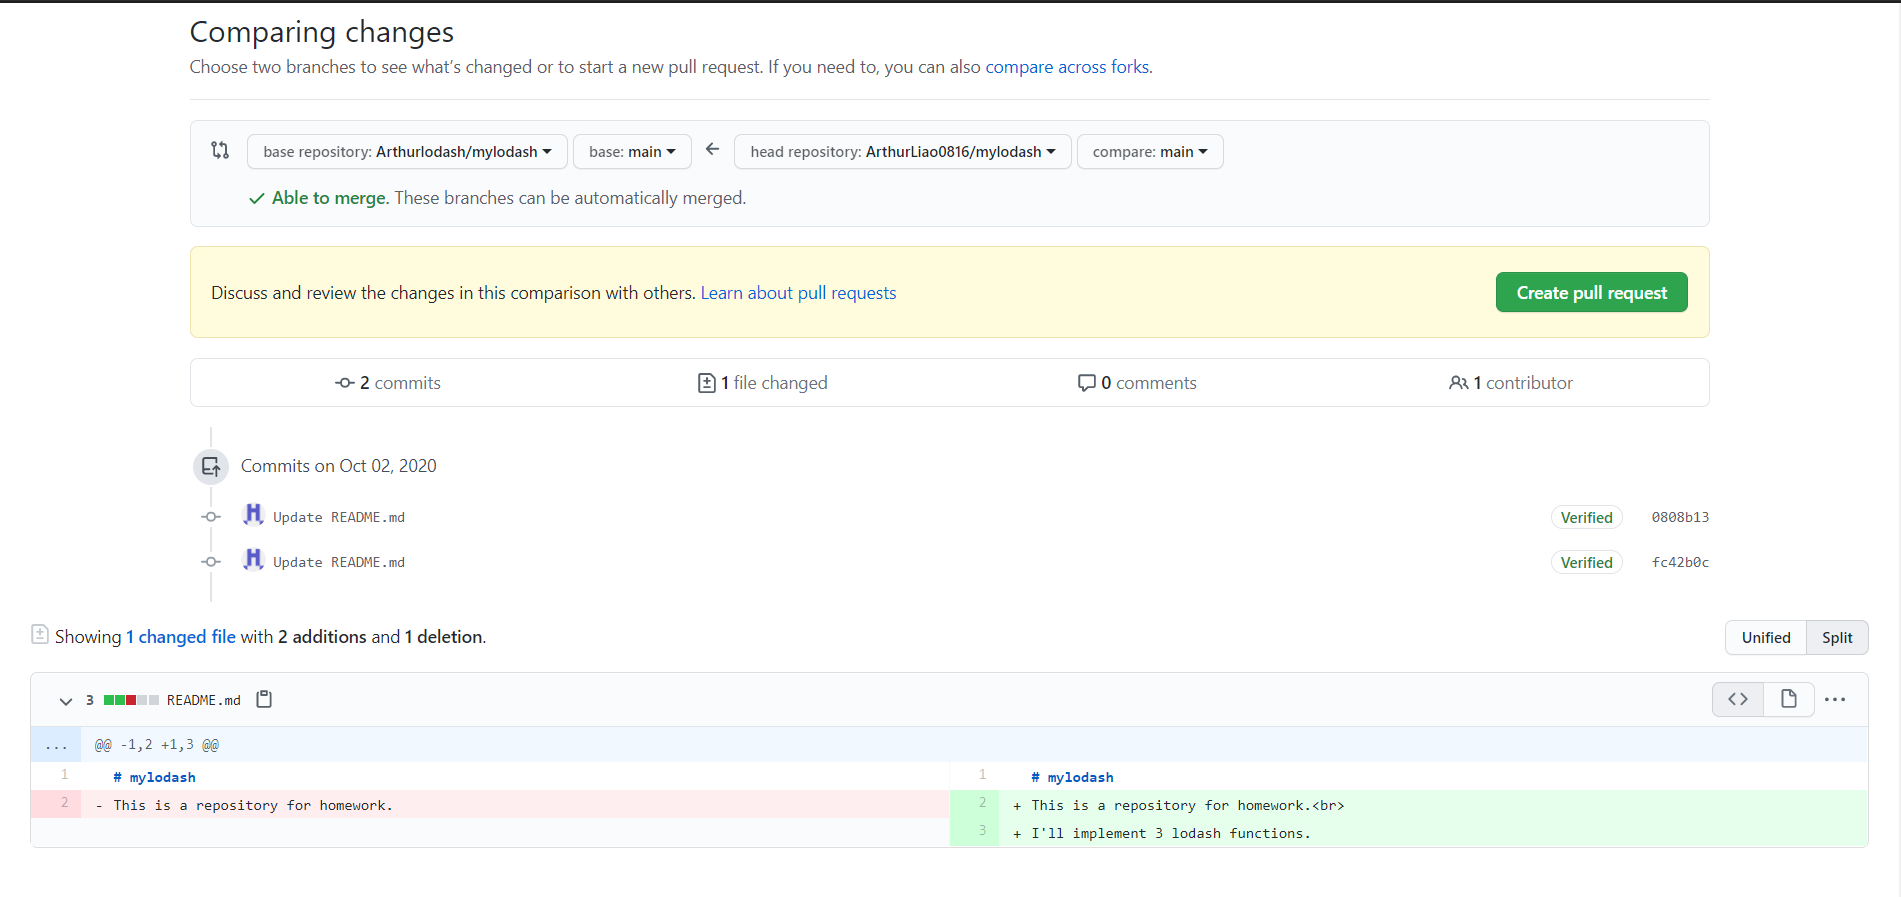 Comparing changes
Choose two branches to see what's changed or to start a new pull request. If you need to, you can also compare across forks.
base repository: Arthurlodash/mylodash base: main ← head repository: ArthurLiao0816/mylodash compare: main
Able to merge. These branches can be automatically merged.
Discuss and review the changes in this comparison with others. Learn about pull requests Create pull request
2 commits 1 file changed 0 comments 1 contributor
Commits on Oct 02, 2020
Update README.md Verified 0808b13
Update README.md Verified fc42b0c
Showing 1 changed file with 2 additions and 1 deletion. Unified Split
3 README.md <> ...
... @@ -1,2 +1,3 @@
1 # mylodash 1 # mylodash
2 - This is a repository for homework. 2 + This is a repository for homework.<br>
3 + I'll implement 3 lodash functions.